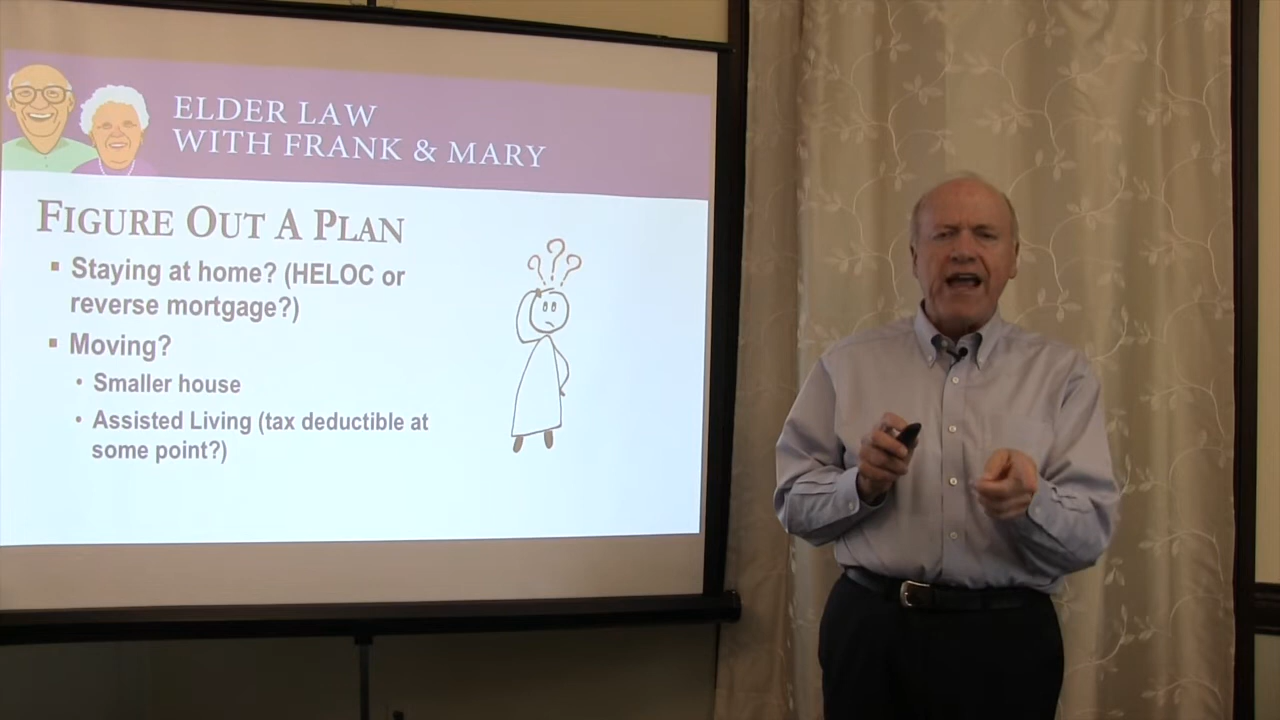 ELDER LAW
WITH FRANK & MARY
FIGURE OUT A PLAN
▪ Staying at home? (HELOC or
reverse mortgage?)
▪ Moving?
• Smaller house
• Assisted Living (tax deductible at
some point?)
? ? ?